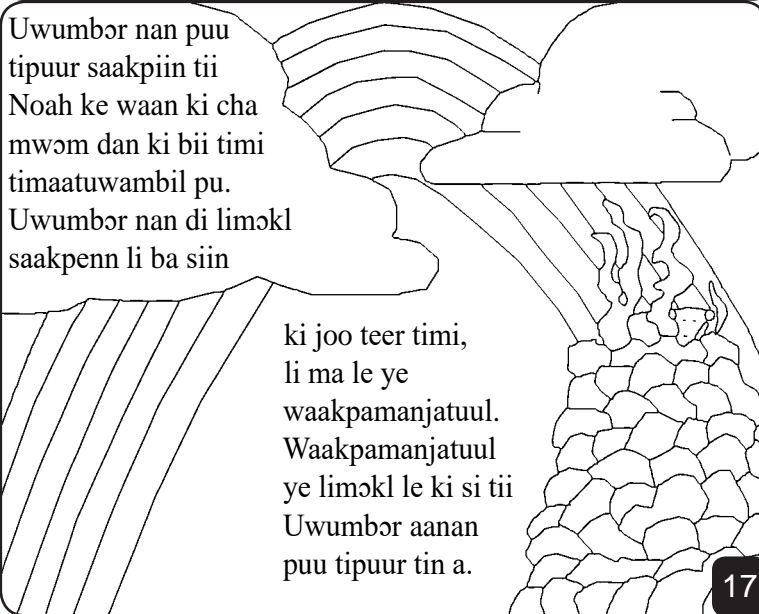 Uwumbɔr nan puu
tipuur saakpiin tii
Noah ke waan ki cha
mwɔm dan ki bii timi
timaatuwambil pu.
Uwumbɔr nan di limɔkl
saakpenn li ba siin
ki joo teer timi,
li ma le ye
waakpamanjatuul.
Waakpamanjatuul
ye limɔkl le ki si tii
Uwumbɔr aanan
puu tipuur tin a.
17